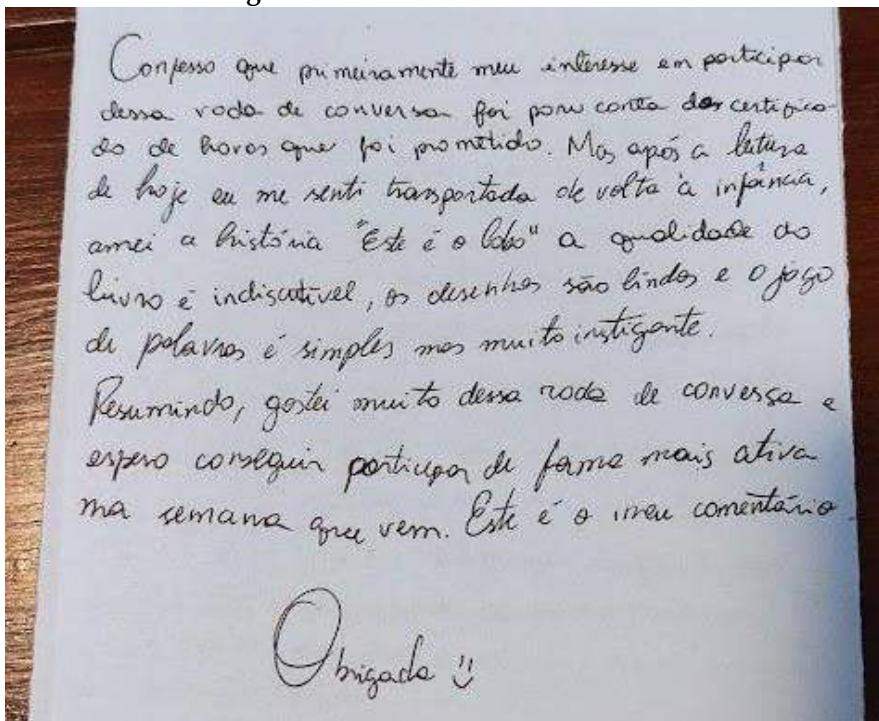 Confesso que primeiramente meu interesse em participar
dessa roda de conversa foi por conta do certifica-
do de horas que foi prometido. Mas após a leitura
de hoje eu me senti transportada de volta à infância,
amei a história "Este é o lobo" a qualidade do
livro é indiscutível, os desenhos são lindos e o jogo
de palavras é simples mas muito instigante.
Resumindo, gostei muito dessa roda de conversa e
espero conseguir participar de forma mais ativa
na semana que vem. Este é o meu comentário.
Obrigada :)